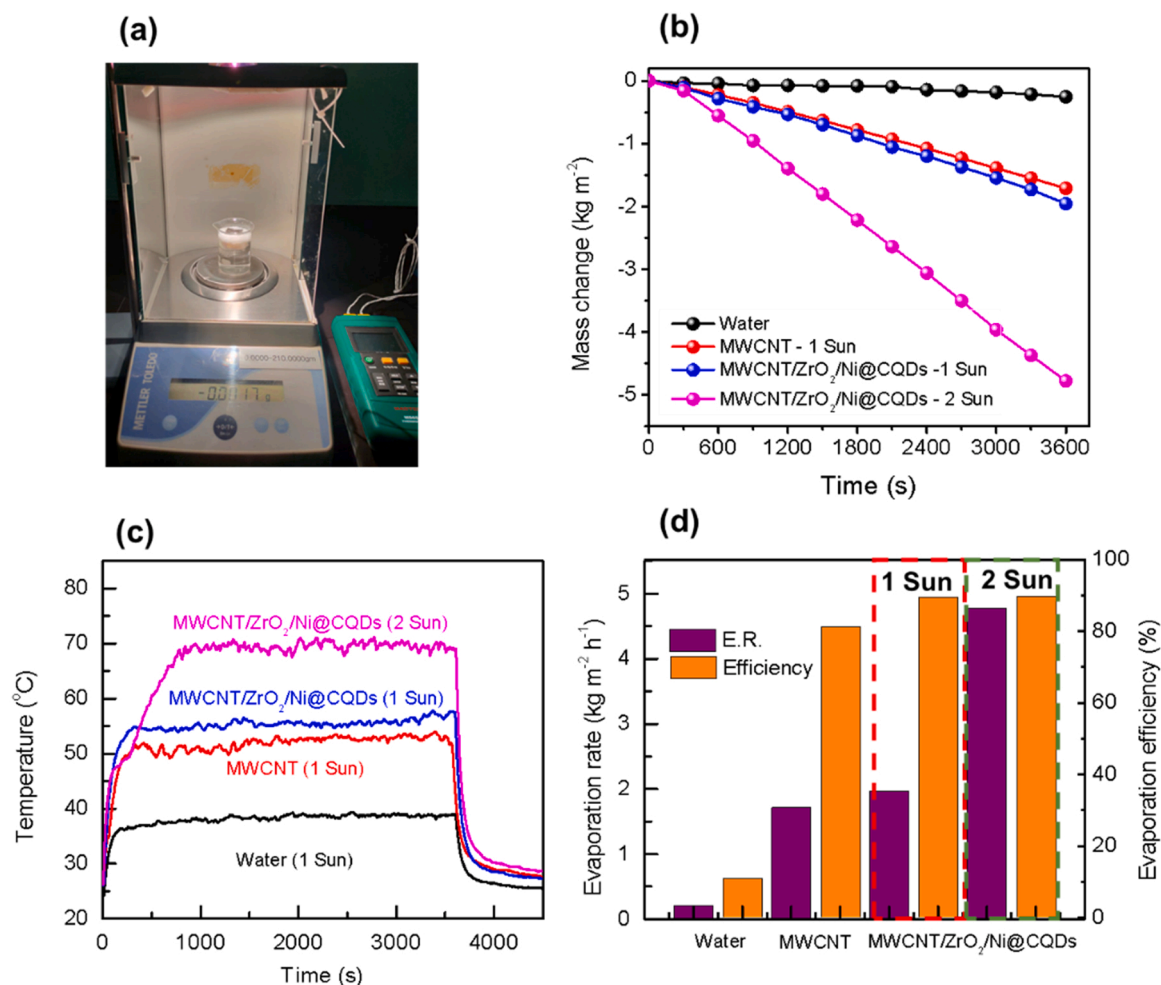 (a)
METTLER TOLEDO
-0.0017g
(b)
Mass change (kg m-2)
0
-1
-2
-3
-4
-5
Water
MWCNT - 1 Sun
MWCNT/ZrO2/Ni@CQDs -1 Sun
MWCNT/ZrO2/Ni@CQDs - 2 Sun
0 600 1200 1800 2400 3000 3600
Time (s)
(c)
Temperature (oC)
80
70
60
50
40
30
20
MWCNT/ZrO2/Ni@CQDs (2 Sun)
MWCNT/ZrO2/Ni@CQDs (1 Sun)
MWCNT (1 Sun)
Water (1 Sun)
0 1000 2000 3000 4000
Time (s)
(d)
Evaporation rate (kg m-2 h-1)
5
4
3
2
1
0
E.R.
Efficiency
1 Sun
2 Sun
100
80
60
40
20
0
Evaporation efficiency (%)
Water MWCNT MWCNT/ZrO2/Ni@CQDs